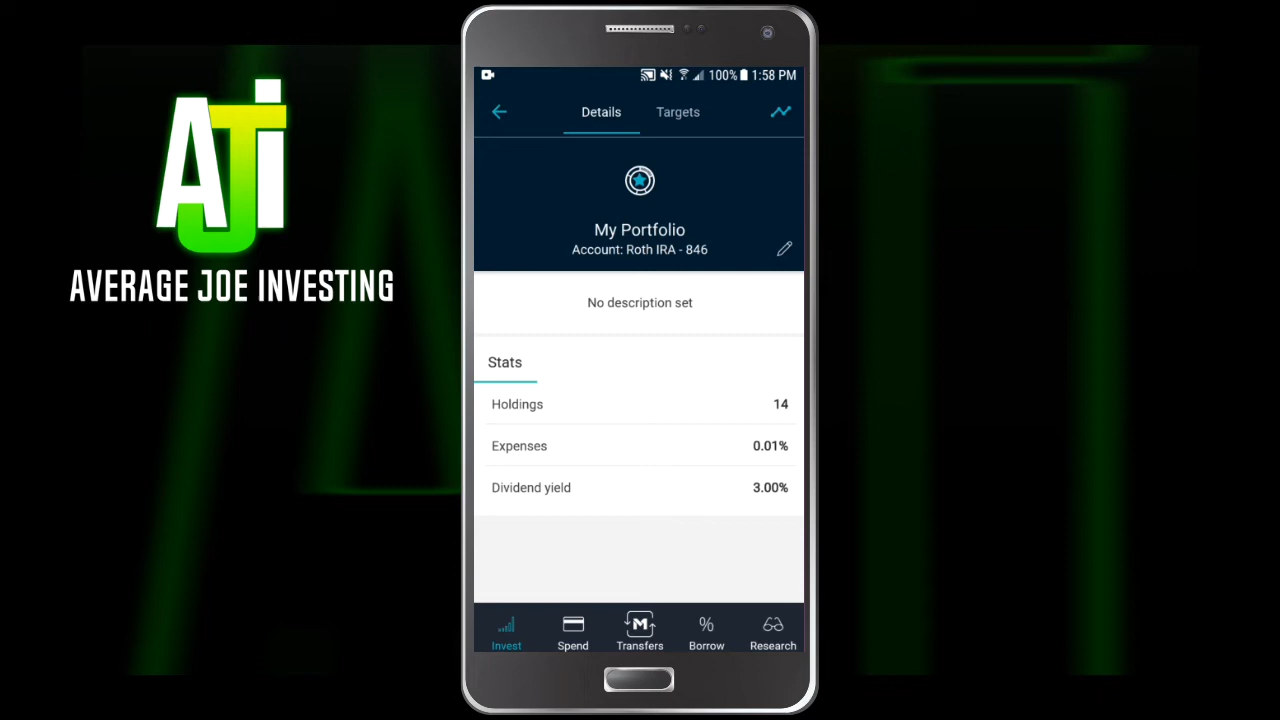 AJi
AVERAGE JOE INVESTING
100% 1:58 PM
Details Targets
My Portfolio
Account: Roth IRA - 846
No description set
Stats
Holdings 14
Expenses 0.01%
Dividend yield 3.00%
M
%
Invest Spend Transfers Borrow Research